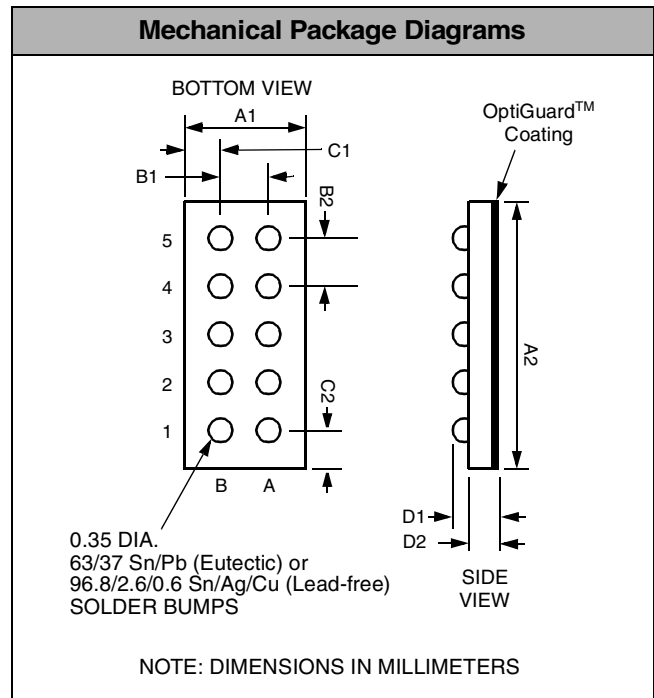 Mechanical Package Diagrams
BOTTOM VIEW
A1
C1
B1
B2
OptiGuard™
Coating
5
4
3
2
1
C2
A2
B A
D1
D2
0.35 DIA.
63/37 Sn/Pb (Eutectic) or
96.8/2.6/0.6 Sn/Ag/Cu (Lead-free)
SOLDER BUMPS
SIDE
VIEW
NOTE: DIMENSIONS IN MILLIMETERS